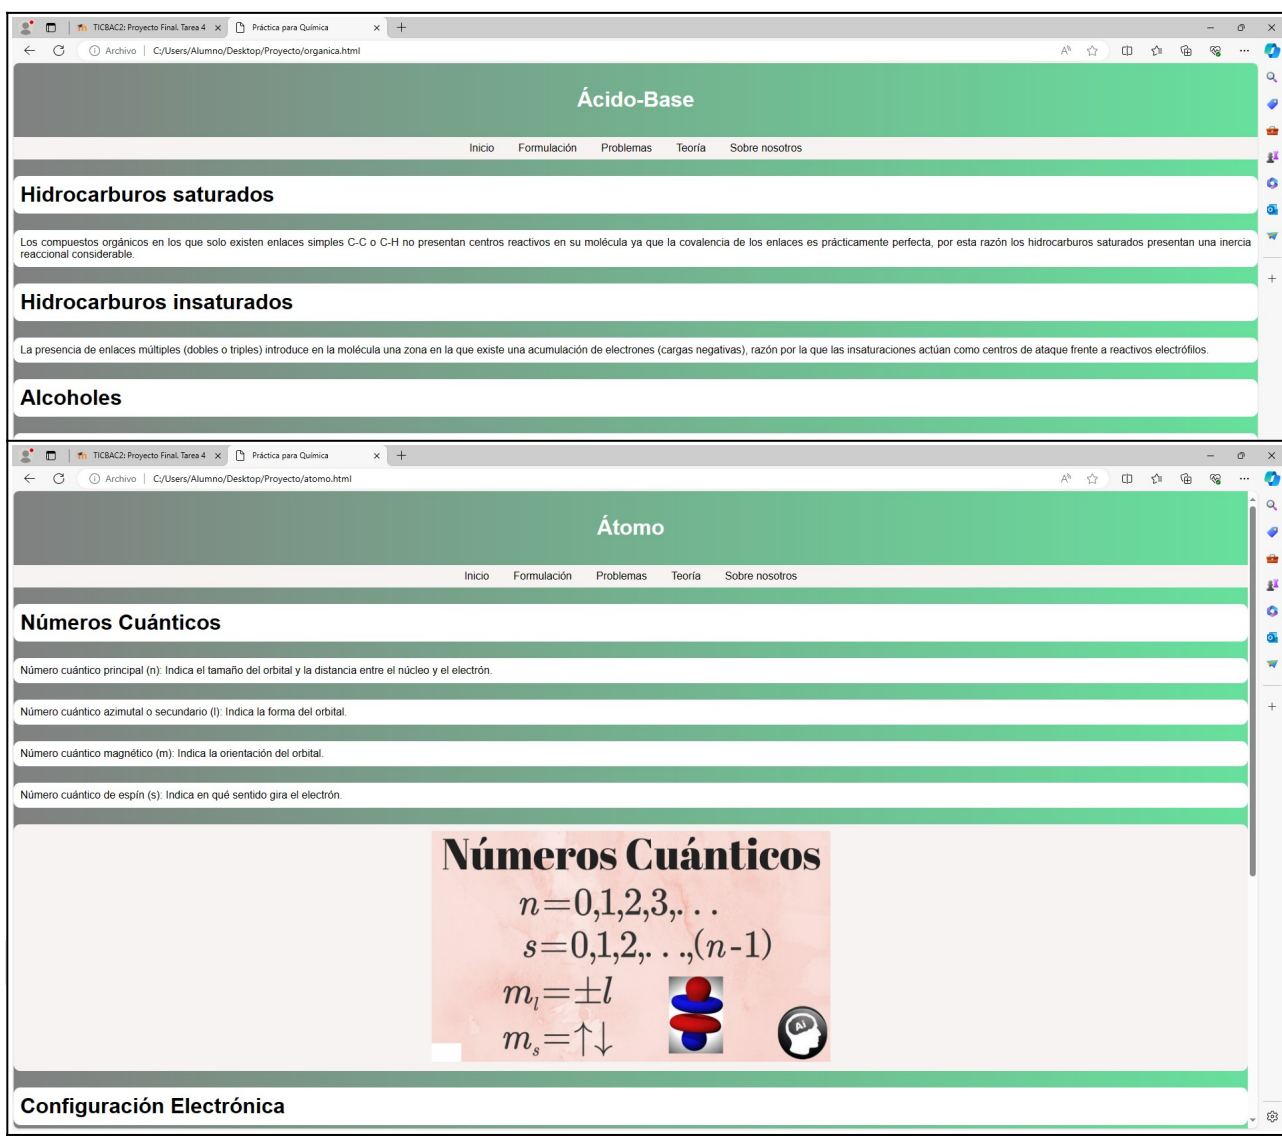 TICBAC2: Proyecto Final. Tarea 4
Práctica para Química
Archivo
C:/Users/Alumno/Desktop/Proyecto/organica.html
Ácido-Base
Inicio Formulación Problemas Teoría Sobre nosotros
Hidrocarburos saturados
Los compuestos orgánicos en los que solo existen enlaces simples C-C o C-H no presentan centros reactivos en su molécula ya que la covalencia de los enlaces es prácticamente perfecta, por esta razón los hidrocarburos saturados presentan una inercia
reaccional considerable.
Hidrocarburos insaturados
La presencia de enlaces múltiples (dobles o triples) introduce en la molécula una zona en la que existe una acumulación de electrones (cargas negativas), razón por la que las insaturaciones actúan como centros de ataque frente a reactivos electrófilos.
Alcoholes
TICBAC2: Proyecto Final. Tarea 4
Práctica para Química
Archivo
C:/Users/Alumno/Desktop/Proyecto/atomo.html
Átomo
Inicio Formulación Problemas Teoría Sobre nosotros
Números Cuánticos
Número cuántico principal (n): Indica el tamaño del orbital y la distancia entre el núcleo y el electrón.
Número cuántico azimutal o secundario (l): Indica la forma del orbital.
Número cuántico magnético (m): Indica la orientación del orbital.
Número cuántico de espín (s): Indica en qué sentido gira el electrón.
Números Cuánticos
n=0,1,2,3,. . .
s=0,1,2,. . .,(n-1)
mₗ=±l
mₛ=↑↓
Ai
Configuración Electrónica